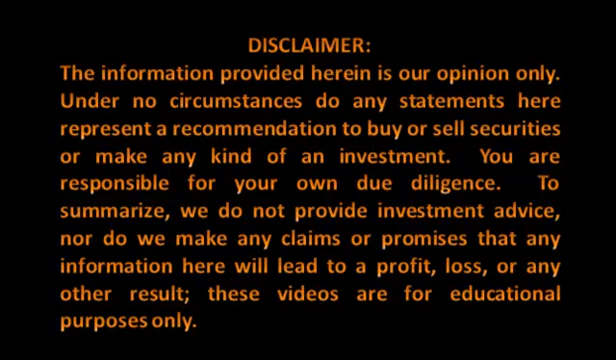 DISCLAIMER:
The information provided herein is our opinion only.
Under no circumstances do any statements here
represent a recommendation to buy or sell securities
or make any kind of an investment. You are
responsible for your own due diligence. To
summarize, we do not provide investment advice,
nor do we make any claims or promises that any
information here will lead to a profit, loss, or any
other result; these videos are for educational
purposes only.